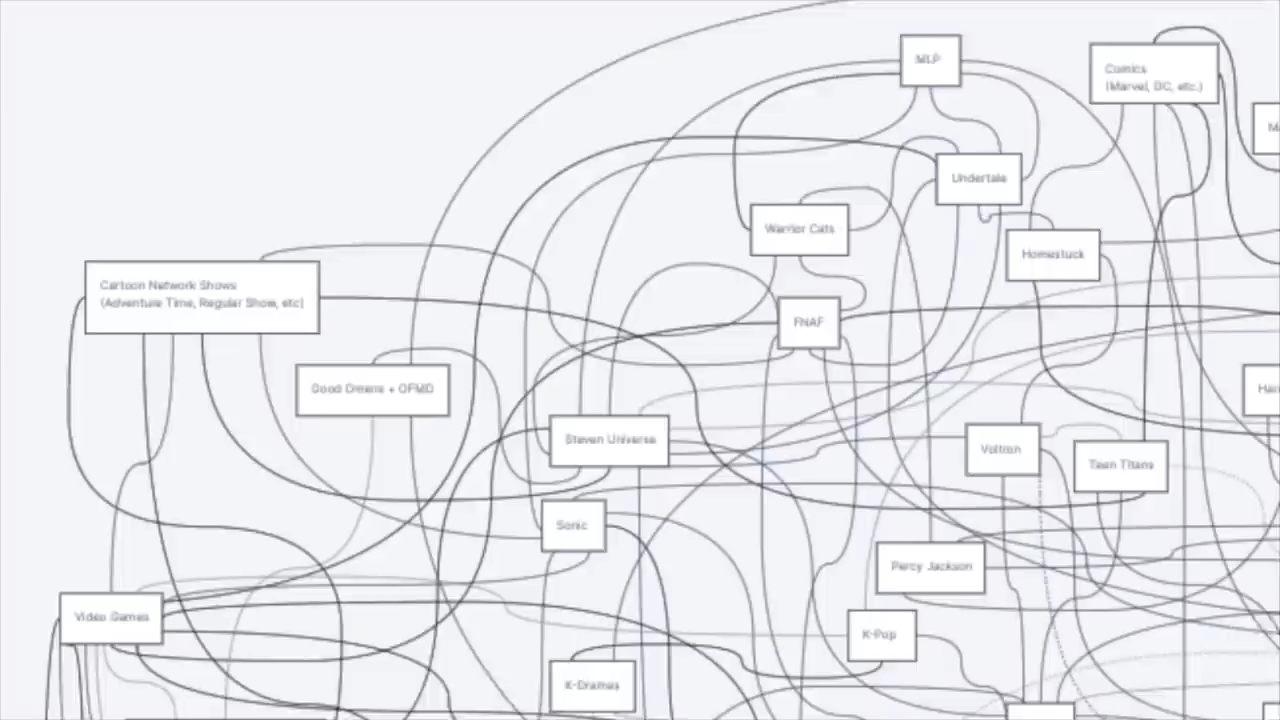 MLP
Comics
(Marvel, DC, etc.)
Undertale
Warrior Cats
Homestuck
Cartoon Network Shows
(Adventure Time, Regular Show, etc)
FNAF
Good Omens + OFMD
Steven Universe
Voltron
Teen Titans
Sonic
Percy Jackson
Video Games
K-Pop
K-Dramas